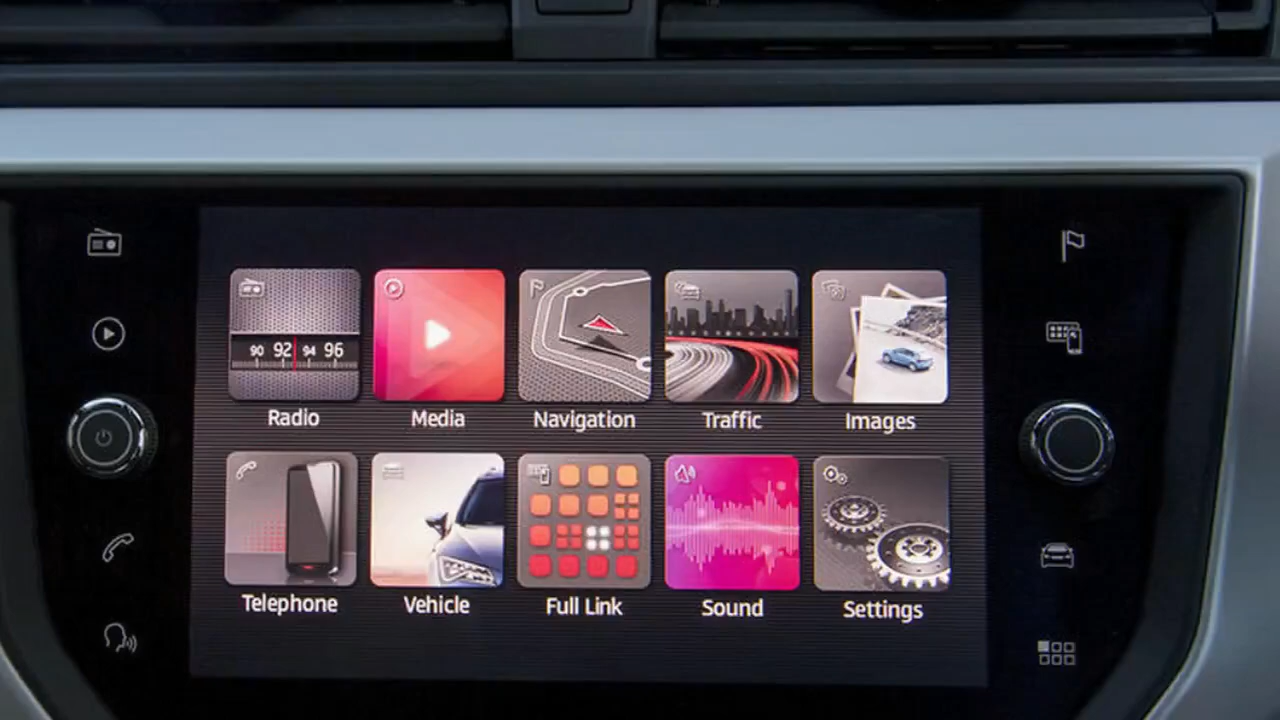 90 92 94 96
Radio
Media
Navigation
Traffic
Images
Telephone
Vehicle
Full Link
Sound
Settings